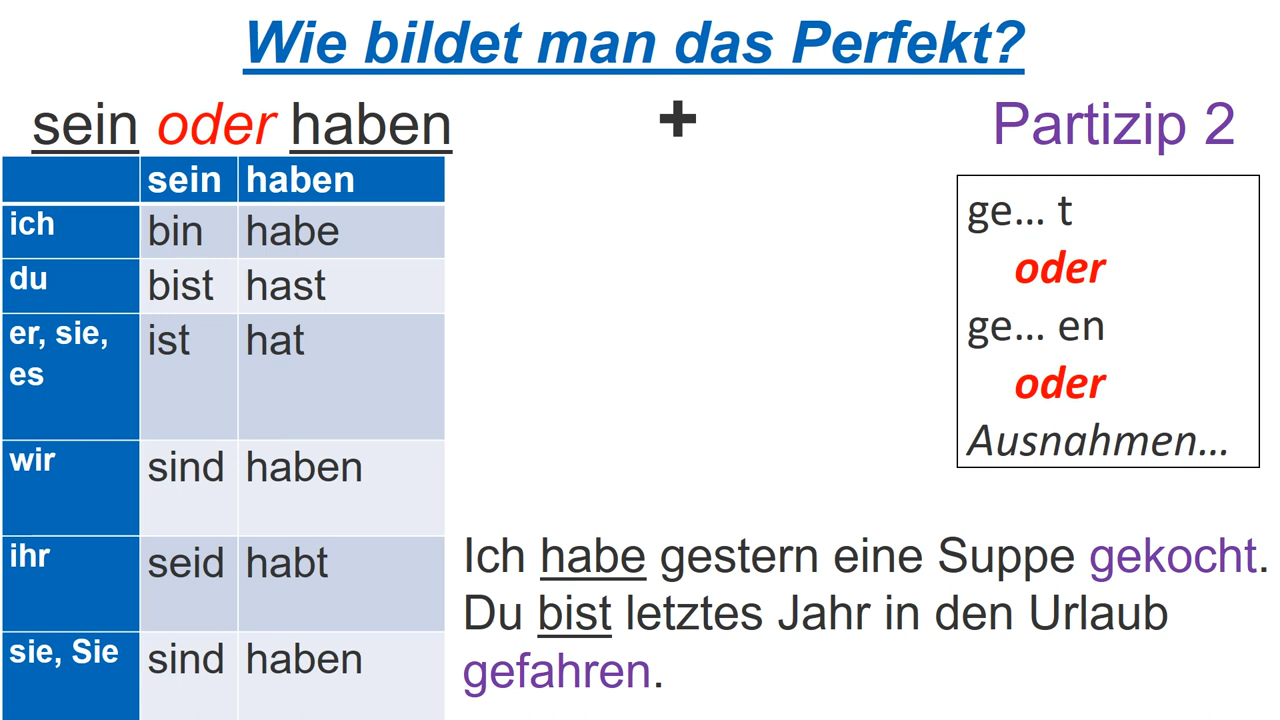 Wie bildet man das Perfekt?
sein oder haben + Partizip 2
sein haben
ich bin habe
du bist hast
er, sie, es ist hat
wir sind haben
ihr seid habt
sie, Sie sind haben
ge... t
oder
ge... en
oder
Ausnahmen...
Ich habe gestern eine Suppe gekocht.
Du bist letztes Jahr in den Urlaub
gefahren.